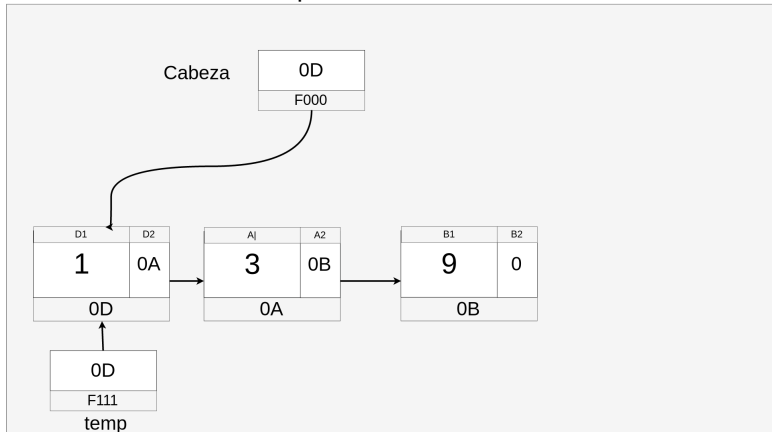 0D
Cabeza
F000
D1 D2 A| A2 B1 B2
1 0A 3 0B 9 0
0D 0A 0B
0D
F111
temp